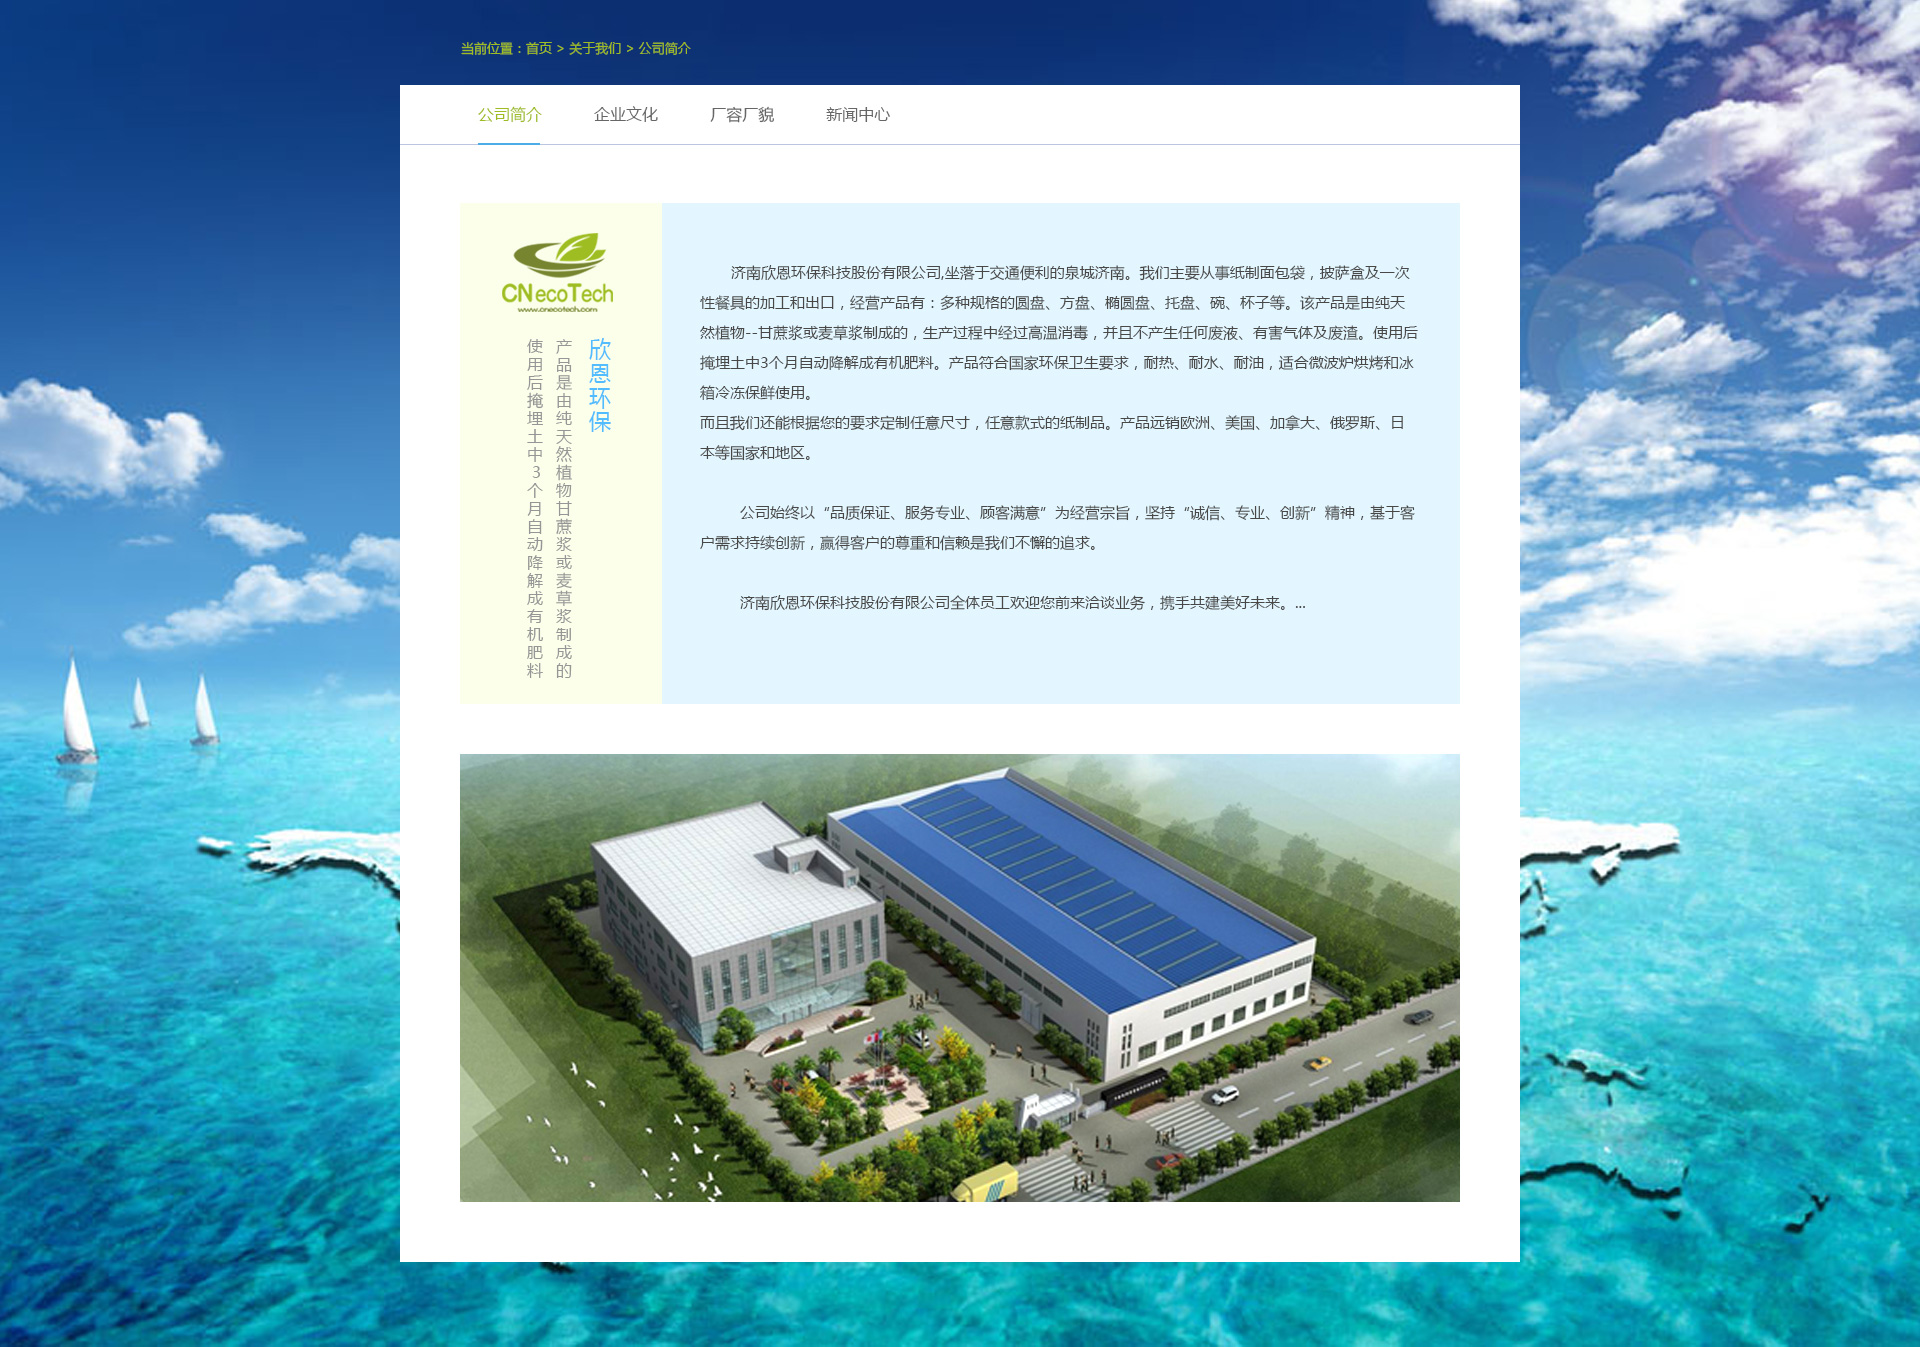 当前位置：首页 > 关于我们 > 公司简介
公司简介
企业文化
厂容厂貌
新闻中心
CNecoTech
www.cnecotech.com
欣恩环保
产品是由纯天然植物甘蔗浆或麦草浆制成的
使用后掩埋土中3个月自动降解成有机肥料
济南欣恩环保科技股份有限公司,坐落于交通便利的泉城济南。我们主要从事纸制面包袋，披萨盒及一次
性餐具的加工和出口，经营产品有：多种规格的圆盘、方盘、椭圆盘、托盘、碗、杯子等。该产品是由纯天
然植物--甘蔗浆或麦草浆制成的，生产过程中经过高温消毒，并且不产生任何废液、有害气体及废渣。使用后
掩埋土中3个月自动降解成有机肥料。产品符合国家环保卫生要求，耐热、耐水、耐油，适合微波炉烘烤和冰
箱冷冻保鲜使用。
而且我们还能根据您的要求定制任意尺寸，任意款式的纸制品。产品远销欧洲、美国、加拿大、俄罗斯、日
本等国家和地区。
公司始终以“品质保证、服务专业、顾客满意”为经营宗旨，坚持“诚信、专业、创新”精神，基于客
户需求持续创新，赢得客户的尊重和信赖是我们不懈的追求。
济南欣恩环保科技股份有限公司全体员工欢迎您前来洽谈业务，携手共建美好未来。...